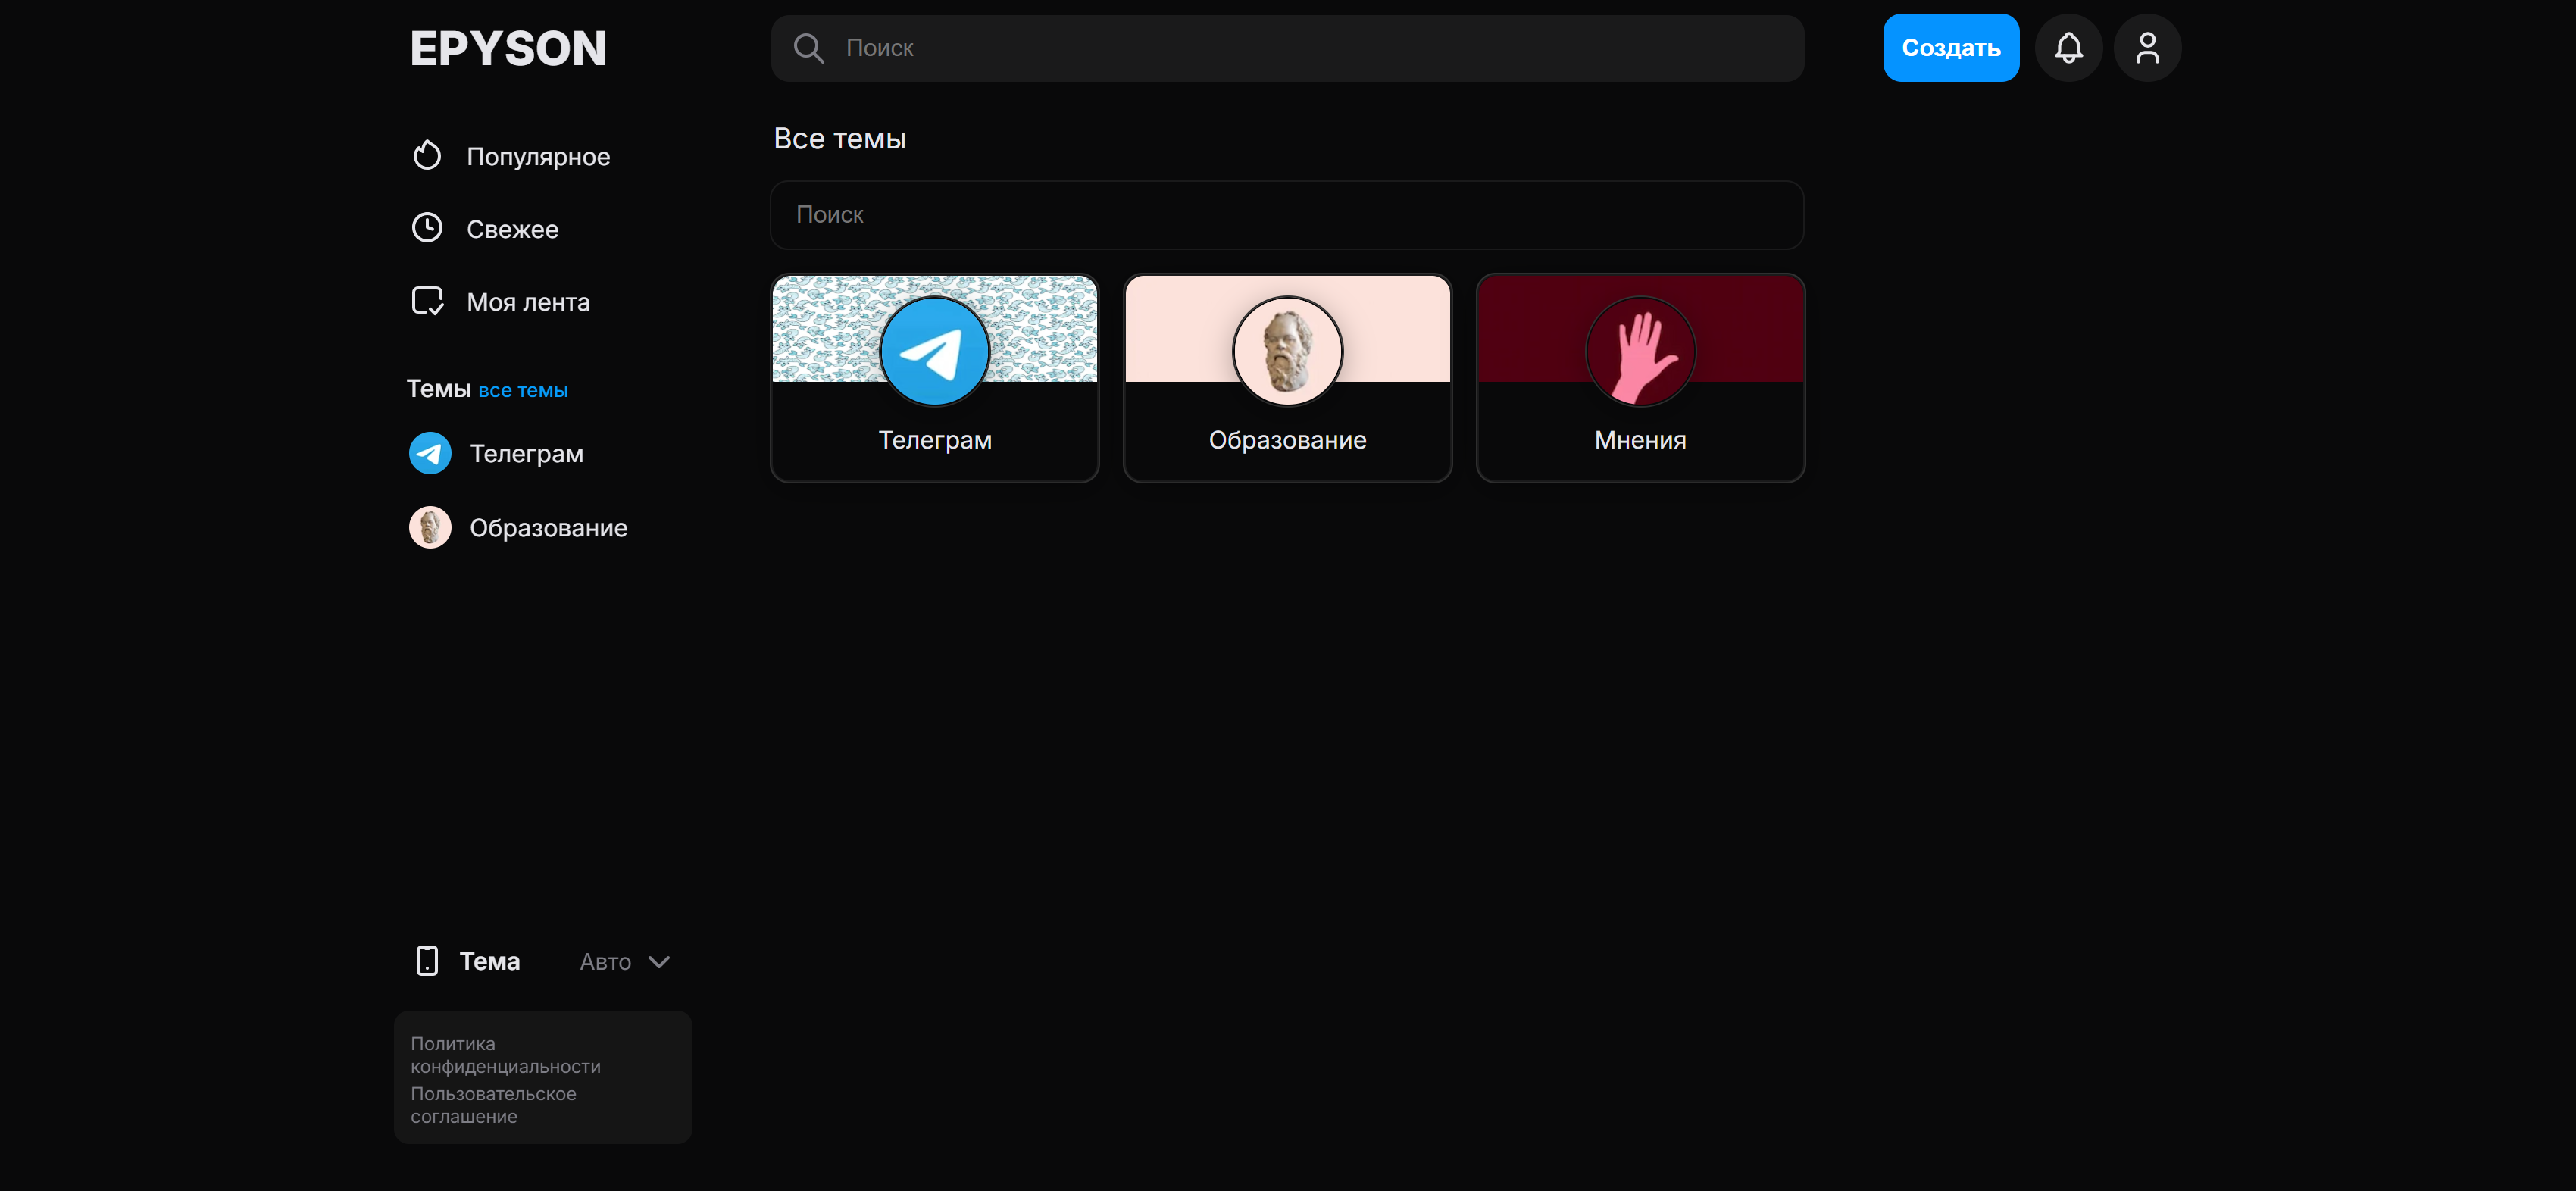 EPYSON
Поиск
Создать
Популярное
Свежее
Моя лента
Темы все темы
Телеграм
Образование
Все темы
Поиск
Телеграм
Образование
Мнения
Тема
Авто
Политика
конфиденциальности
Пользовательское
соглашение